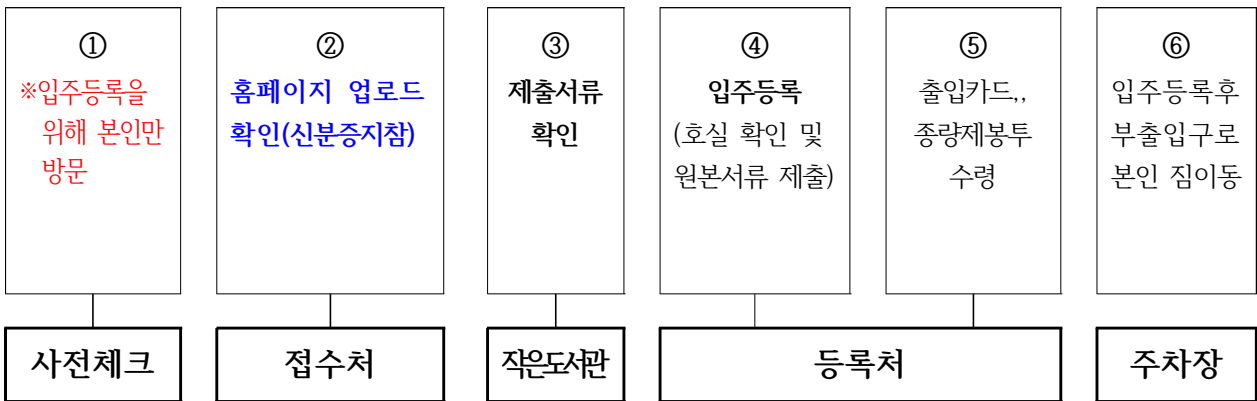 ①
※입주등록을
위해 본인만
방문
②
홈페이지 업로드
확인(신분증지참)
③
제출서류
확인
④
입주등록
(호실 확인 및
원본서류 제출)
⑤
출입카드,,
종량제봉투
수령
⑥
입주등록후
부출입구로
본인 짐이동
사전체크
접수처
작은도서관
등록처
주차장